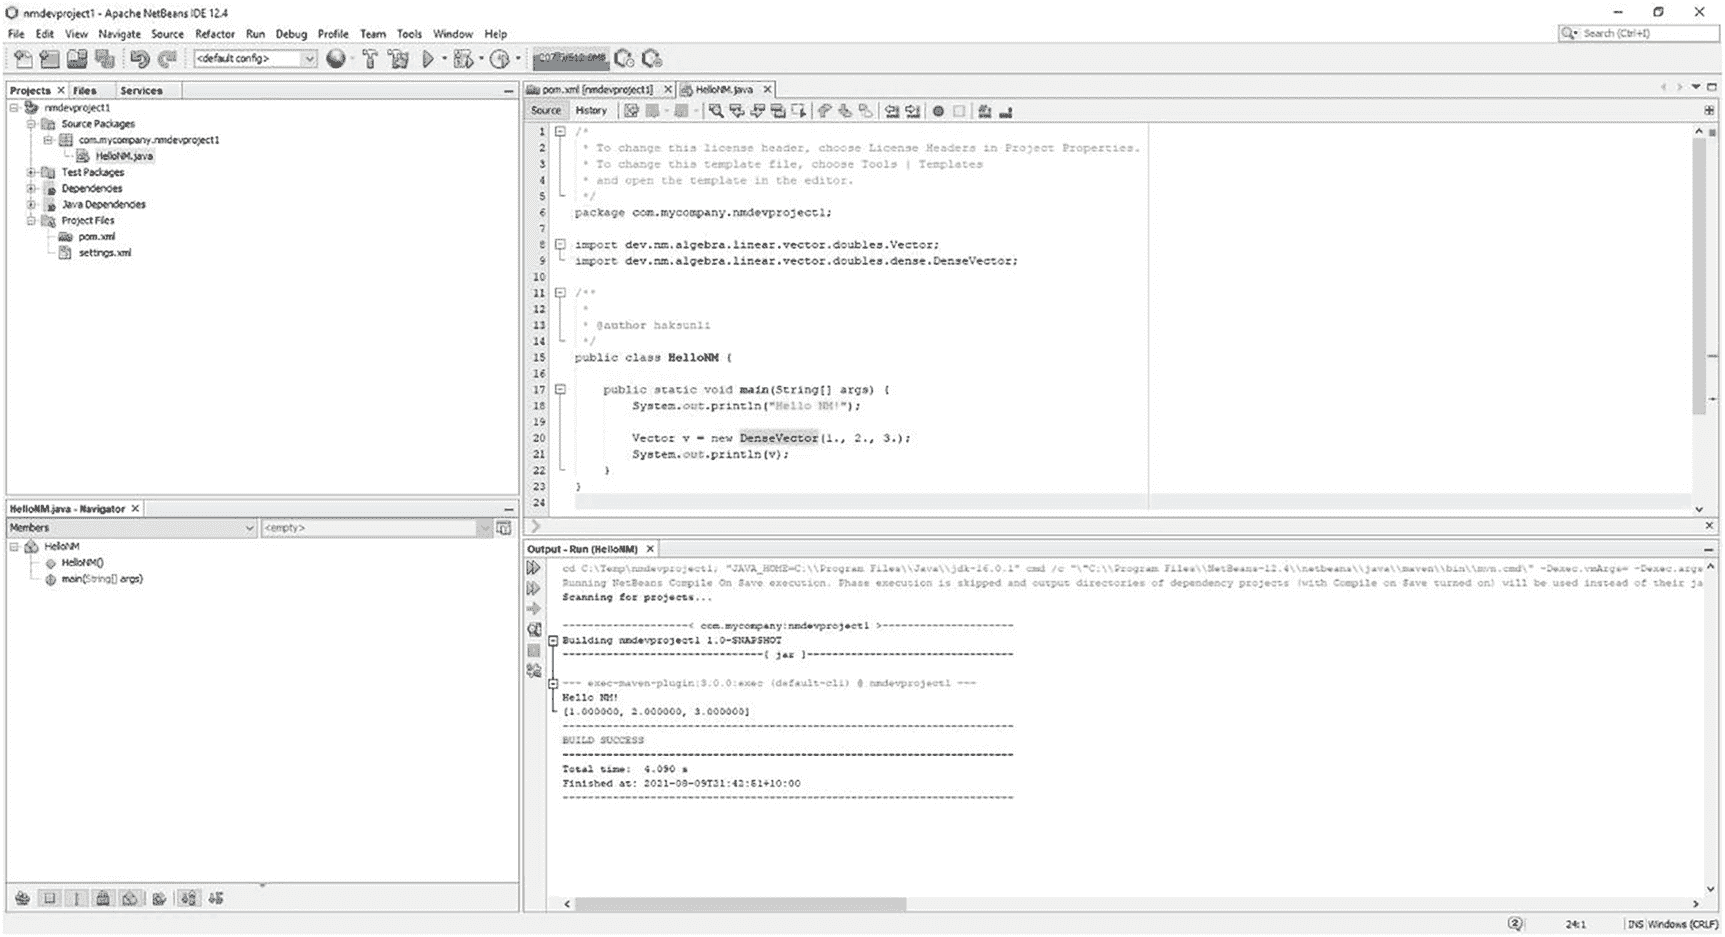 nmdevproject1 - Apache NetBeans IDE 12.4
File Edit View Navigate Source Refactor Run Debug Profile Team Tools Window Help
Search (Ctrl+I)
<default config>
Projects Files Services
nmdevproject1
Source Packages
com.mycompany.nmdevproject1
HelloNM.java
Test Packages
Dependencies
Java Dependencies
Project Files
pom.xml
settings.xml
HelloNM.java - Navigator
Members <empty>
HelloNM
HelloNM()
main(String[] args)
pom.xml [nmdevproject1] HelloNM.java
Source History
1 /*
2 * To change this license header, choose License Headers in Project Properties.
3 * To change this template file, choose Tools | Templates
4 * and open the template in the editor.
5 */
6 package com.mycompany.nmdevproject1;
7
8 import dev.nm.algebra.linear.vector.doubles.Vector;
9 import dev.nm.algebra.linear.vector.doubles.dense.DenseVector;
10
11 /**
12 *
13 * @author haksunli
14 */
15 public class HelloNM {
16
17 public static void main(String[] args) {
18 System.out.println("Hello NM!");
19
20 Vector v = new DenseVector(1., 2., 3.);
21 System.out.println(v);
22 }
23 }
24
Output - Run (HelloNM)
cd C:\Temp\nmdevproject1; "JAVA_HOME=C:\\Program Files\\Java\\jdk-16.0.1" cmd /c "\"C:\\Program Files\\NetBeans-12.4\\netbeans\\java\\maven\\bin\\mvn.cmd\" -Dexec.vmArgs= -Dexec.args
Running NetBeans Compile On Save execution. Phase execution is skipped and output directories of dependency projects (with Compile on Save turned on) will be used instead of their ja
Scanning for projects...
--------------------< com.mycompany:nmdevproject1 >---------------------
Building nmdevproject1 1.0-SNAPSHOT
--------------------------------[ jar ]---------------------------------
--- exec-maven-plugin:3.0.0:exec (default-cli) @ nmdevproject1 ---
Hello NM!
[1.000000, 2.000000, 3.000000]
------------------------------------------------------------------------
BUILD SUCCESS
------------------------------------------------------------------------
Total time: 4.090 s
Finished at: 2021-08-09T21:42:51+10:00
------------------------------------------------------------------------
2 24:1 INS Windows (CRLF)